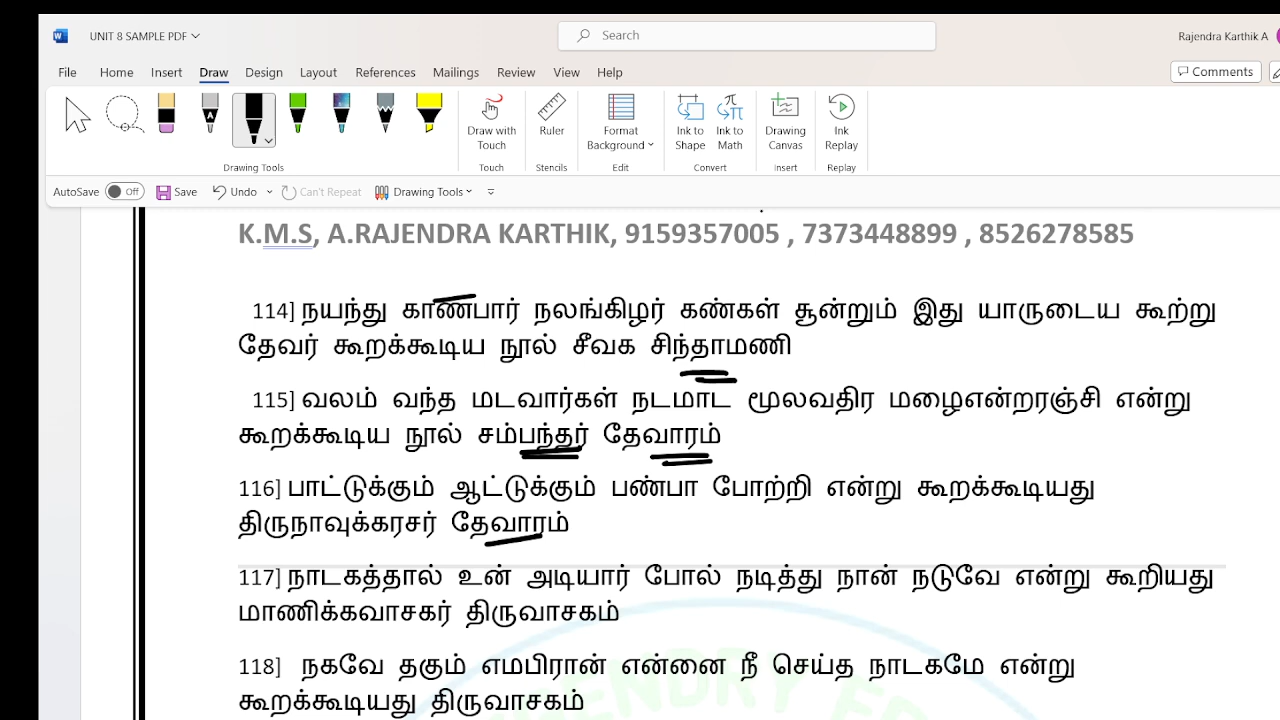 UNIT 8 SAMPLE PDF
Search
Rajendra Karthik A
File Home Insert Draw Design Layout References Mailings Review View Help
Comments
Draw with Touch
Ruler
Format Background
Ink to Shape
Ink to Math
Drawing Canvas
Ink Replay
Drawing Tools Touch Stencils Edit Convert Insert Replay
AutoSave Off Save Undo Can't Repeat Drawing Tools
K.M.S, A.RAJENDRA KARTHIK, 9159357005 , 7373448899 , 8526278585
114] நயந்து காணபார் நலங்கிழர் கண்கள் சூன்றும் இது யாருடைய கூற்று
தேவர் கூறக்கூடிய நூல் சீவக சிந்தாமணி
115] வலம் வந்த மடவார்கள் நடமாட மூலவதிர மழைஎன்றரஞ்சி என்று
கூறக்கூடிய நூல் சம்பந்தர் தேவாரம்
116] பாட்டுக்கும் ஆட்டுக்கும் பண்பா போற்றி என்று கூறக்கூடியது
திருநாவுக்கரசர் தேவாரம்
117] நாடகத்தால் உன் அடியார் போல் நடித்து நான் நடுவே என்று கூறியது
மாணிக்கவாசகர் திருவாசகம்
118] நகவே தகும் எமபிரான் என்னை நீ செய்த நாடகமே என்று
கூறக்கூடியது திருவாசகம்